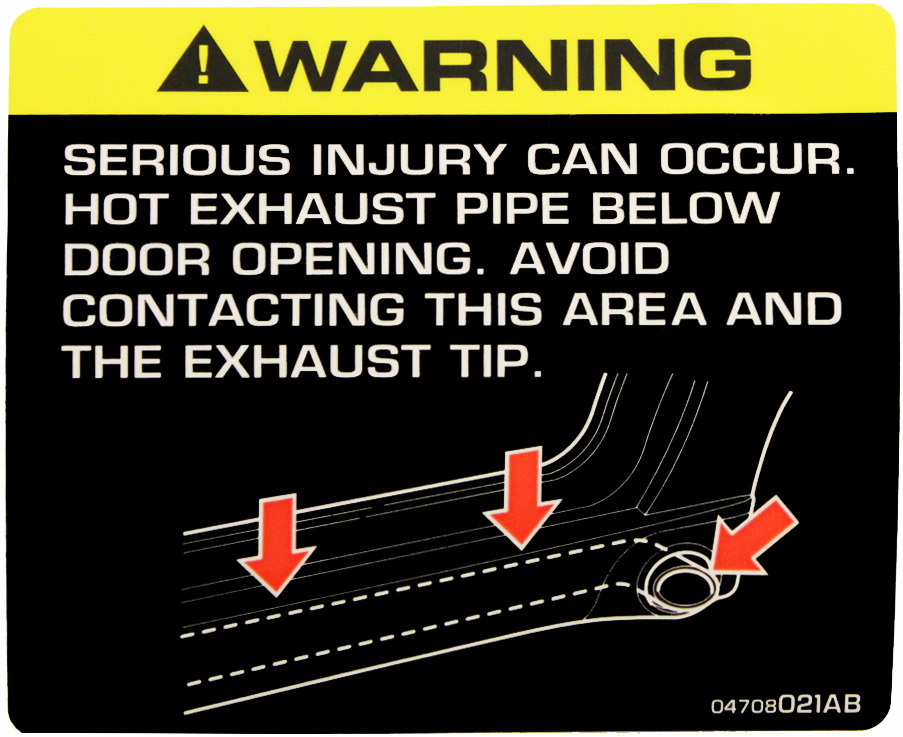 WARNING
SERIOUS INJURY CAN OCCUR.
HOT EXHAUST PIPE BELOW
DOOR OPENING. AVOID
CONTACTING THIS AREA AND
THE EXHAUST TIP.
04708021AB